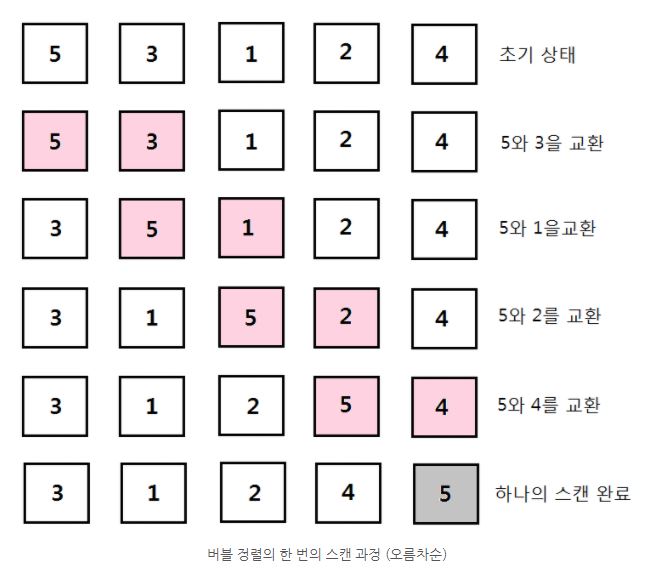 5 3 1 2 4 초기 상태
5 3 1 2 4 5와 3을 교환
3 5 1 2 4 5와 1을교환
3 1 5 2 4 5와 2를 교환
3 1 2 5 4 5와 4를 교환
3 1 2 4 5 하나의 스캔 완료
버블 정렬의 한 번의 스캔 과정 (오름차순)